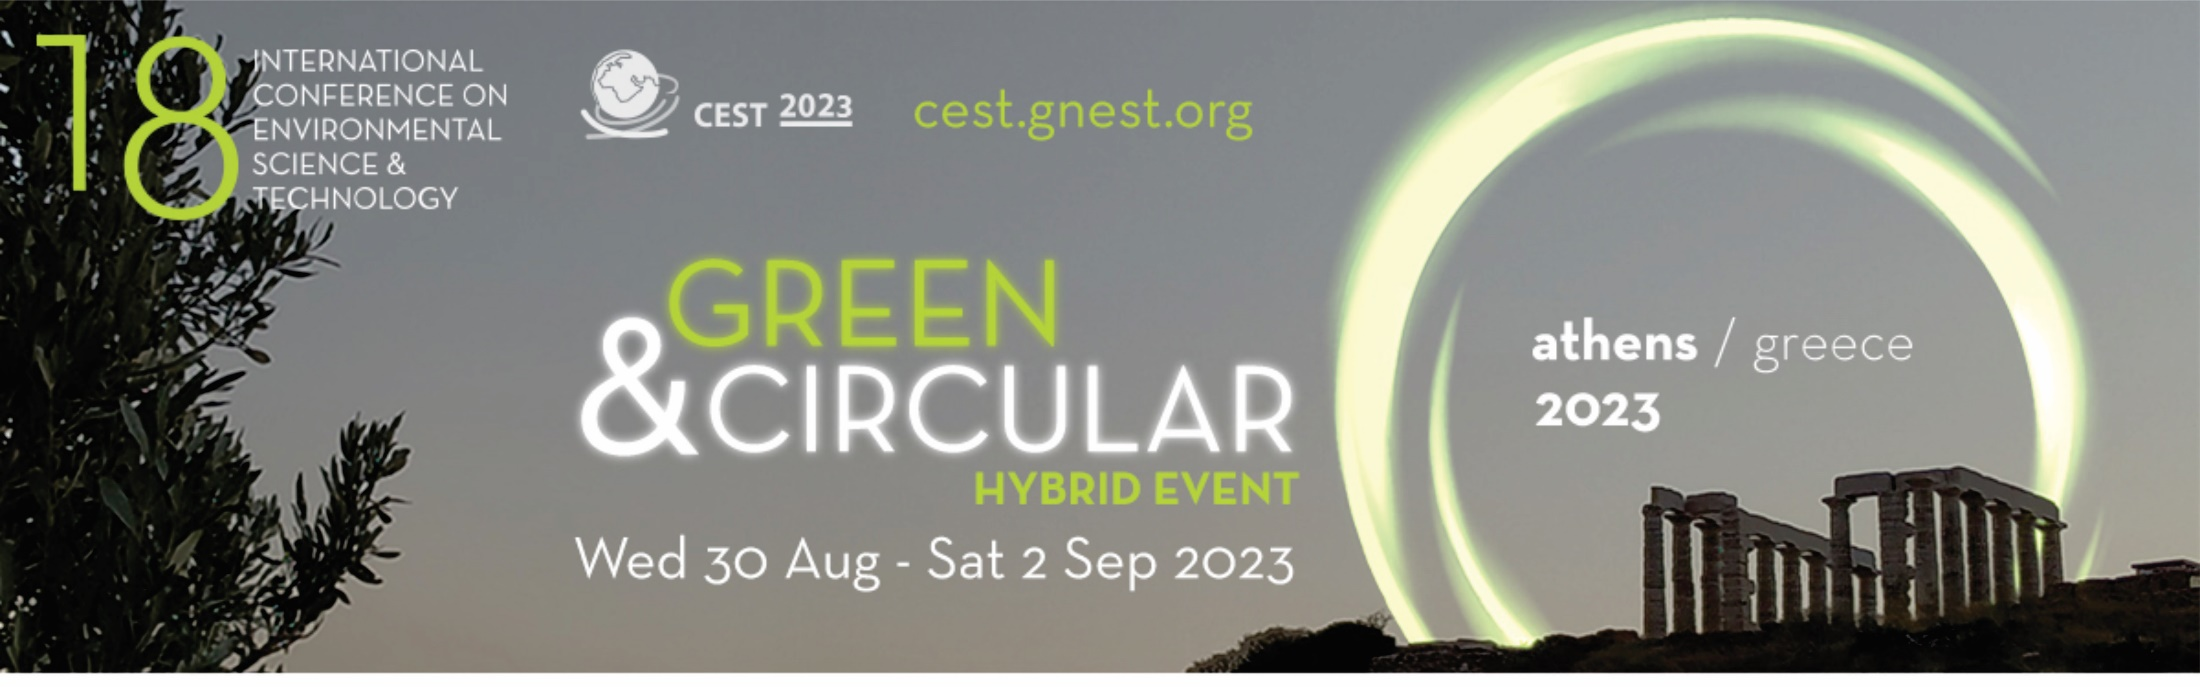 18
INTERNATIONAL
CONFERENCE ON
ENVIRONMENTAL
SCIENCE &
TECHNOLOGY
CEST 2023
cest.gnest.org
GREEN
&CIRCULAR
HYBRID EVENT
Wed 30 Aug - Sat 2 Sep 2023
athens / greece
2023